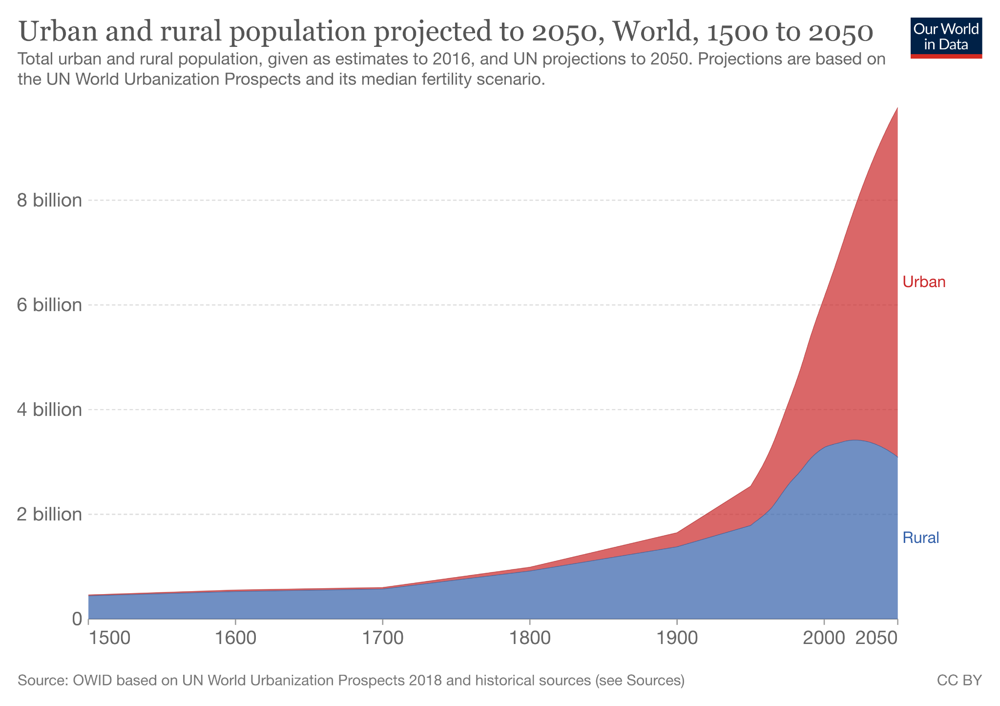 Urban and rural population projected to 2050, World, 1500 to 2050
Our World
in Data
Total urban and rural population, given as estimates to 2016, and UN projections to 2050. Projections are based on
the UN World Urbanization Prospects and its median fertility scenario.
8 billion
6 billion
4 billion
2 billion
0
Urban
Rural
1500
1600
1700
1800
1900
2000
2050
Source: OWID based on UN World Urbanization Prospects 2018 and historical sources (see Sources)
CC BY